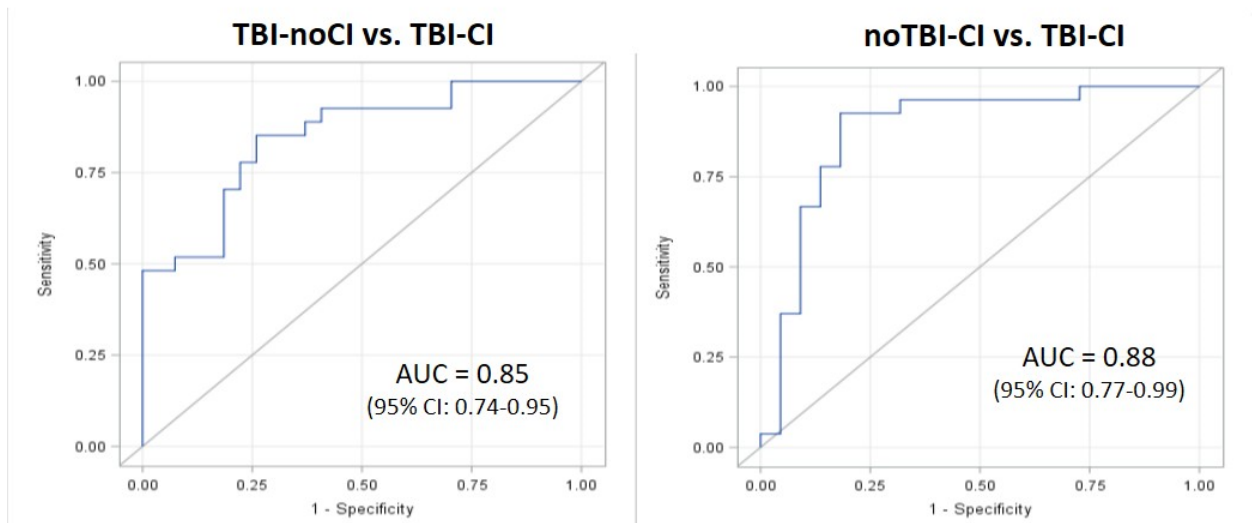 TBI-noCI vs. TBI-CI
1.00
0.75
0.50
0.25
0.00
Sensitivity
AUC = 0.85
(95% CI: 0.74-0.95)
0.00 0.25 0.50 0.75 1.00
1 - Specificity
noTBI-CI vs. TBI-CI
1.00
0.75
0.50
0.25
0.00
Sensitivity
AUC = 0.88
(95% CI: 0.77-0.99)
0.00 0.25 0.50 0.75 1.00
1 - Specificity